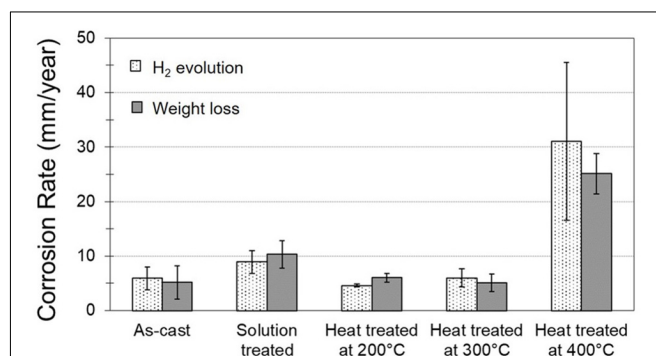 Corrosion Rate (mm/year)
50
40
30
20
10
0
H₂ evolution
Weight loss
As-cast
Solution
treated
Heat treated
at 200°C
Heat treated
at 300°C
Heat treated
at 400°C